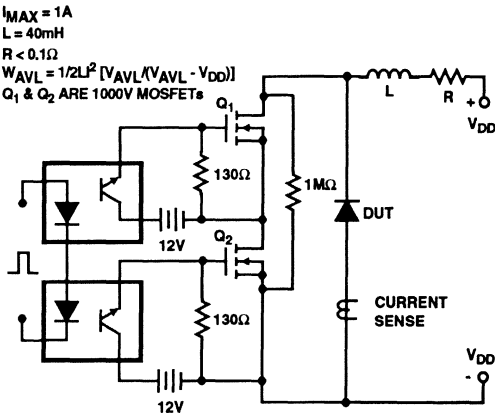 IMAX = 1A
L = 40mH
R < 0.1Ω
WAVL = 1/2LI² [VAVL/(VAVL - VDD)]
Q1 & Q2 ARE 1000V MOSFETs
Q1
L
R
+
VDD
130Ω
1MΩ
DUT
12V
Q2
CURRENT
SENSE
130Ω
VDD
-
12V